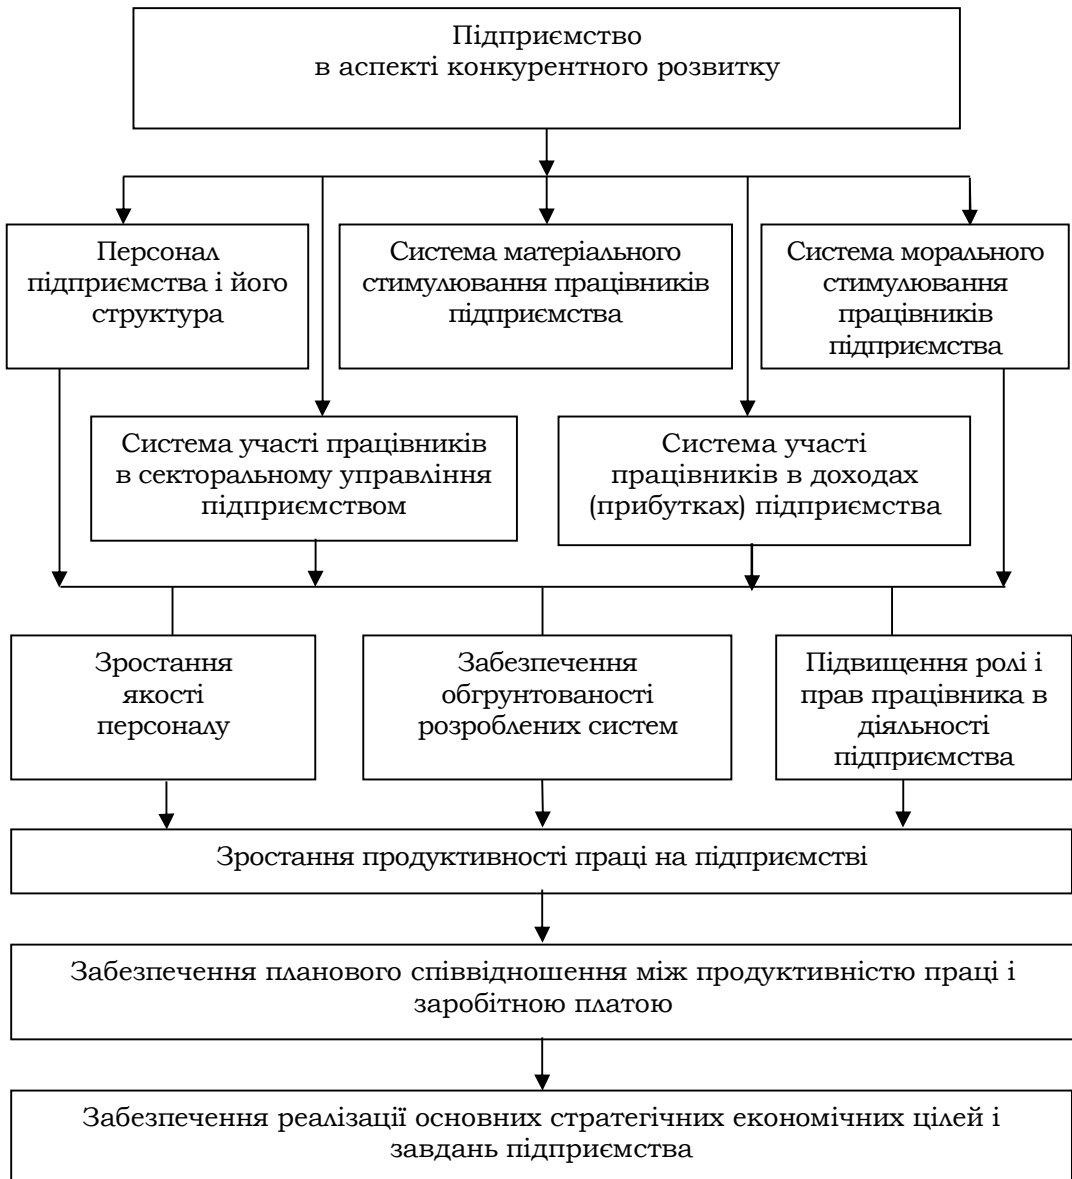 Підприємство
в аспекті конкурентного розвитку
Персонал
підприємства і його
структура
Система матеріального
стимулювання працівників
підприємства
Система морального
стимулювання
працівників
підприємства
Система участі працівників
в секторальному управління
підприємством
Система участі
працівників в доходах
(прибутках) підприємства
Зростання
якості
персоналу
Забезпечення
обгрунтованості
розроблених систем
Підвищення ролі і
прав працівника в
діяльності
підприємства
Зростання продуктивності праці на підприємстві
Забезпечення планового співвідношення між продуктивністю праці і
заробітною платою
Забезпечення реалізації основних стратегічних економічних цілей і
завдань підприємства